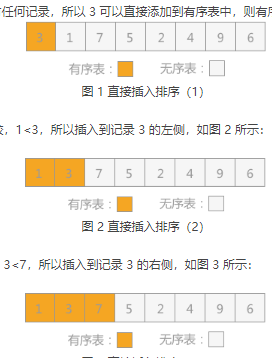 任何记录，所以 3 可以直接添加到有序表中，则有序
3 1 7 5 2 4 9 6
有序表： 无序表：
图 1 直接插入排序（1）
，1<3，所以插入到记录 3 的左侧，如图 2 所示：
1 3 7 5 2 4 9 6
有序表： 无序表：
图 2 直接插入排序（2）
3<7，所以插入到记录 3 的右侧，如图 3 所示：
1 3 7 5 2 4 9 6
有序表： 无序表：